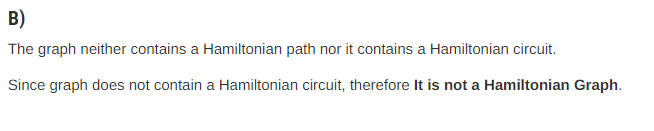 B)
The graph neither contains a Hamiltonian path nor it contains a Hamiltonian circuit.
Since graph does not contain a Hamiltonian circuit, therefore It is not a Hamiltonian Graph.